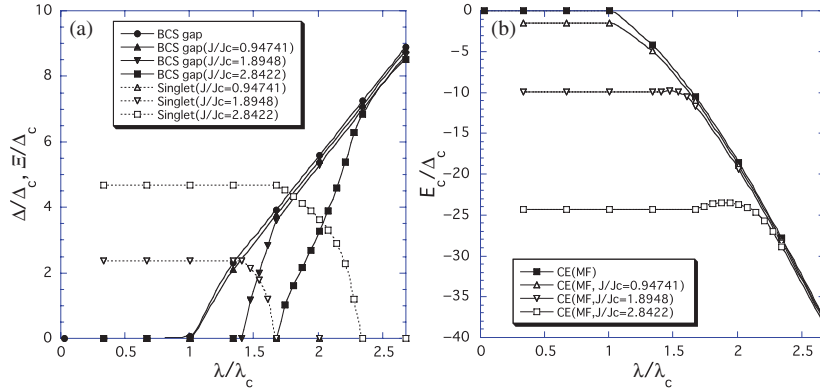 (a)
BCS gap
BCS gap(J/Jc=0.94741)
BCS gap(J/Jc=1.8948)
BCS gap(J/Jc=2.8422)
Singlet(J/Jc=0.94741)
Singlet(J/Jc=1.8948)
Singlet(J/Jc=2.8422)
10
8
6
4
2
0
Δ/Δc, Ξ/Δc
0 0.5 1 1.5 2 2.5
λ/λc
(b)
0
-5
-10
-15
-20
-25
-30
-35
-40
Ec/Δc
CE(MF)
CE(MF, J/Jc=0.94741)
CE(MF,J/Jc=1.8948)
CE(MF,J/Jc=2.8422)
0 0.5 1 1.5 2 2.5
λ/λc